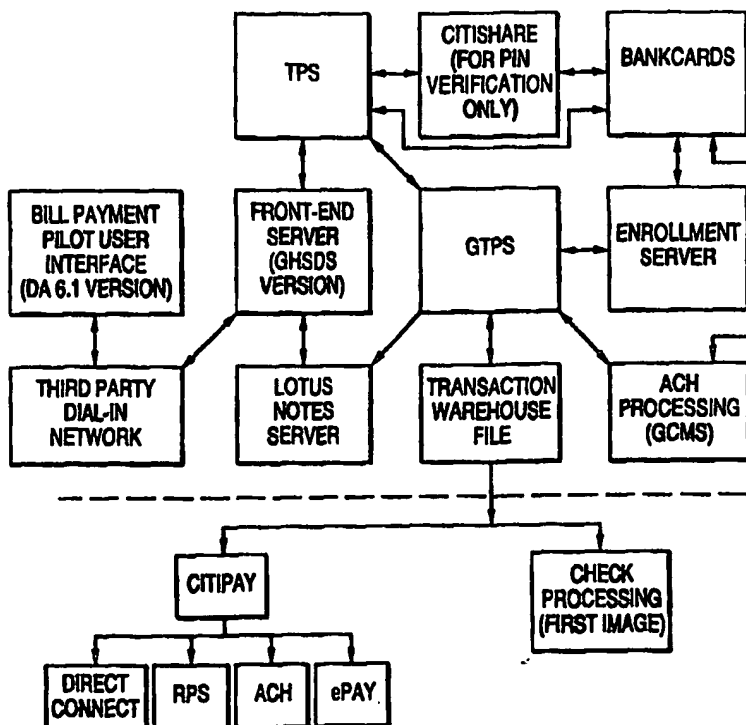 TPS
CITISHARE
(FOR PIN
VERIFICATION
ONLY)
BANKCARDS
BILL PAYMENT
PILOT USER
INTERFACE
(DA 6.1 VERSION)
FRONT-END
SERVER
(GHSDS
VERSION)
GTPS
ENROLLMENT
SERVER
THIRD PARTY
DIAL-IN
NETWORK
LOTUS
NOTES
SERVER
TRANSACTION
WAREHOUSE
FILE
ACH
PROCESSING
(GCMS)
CITIPAY
CHECK
PROCESSING
(FIRST IMAGE)
DIRECT
CONNECT
RPS
ACH
ePAY